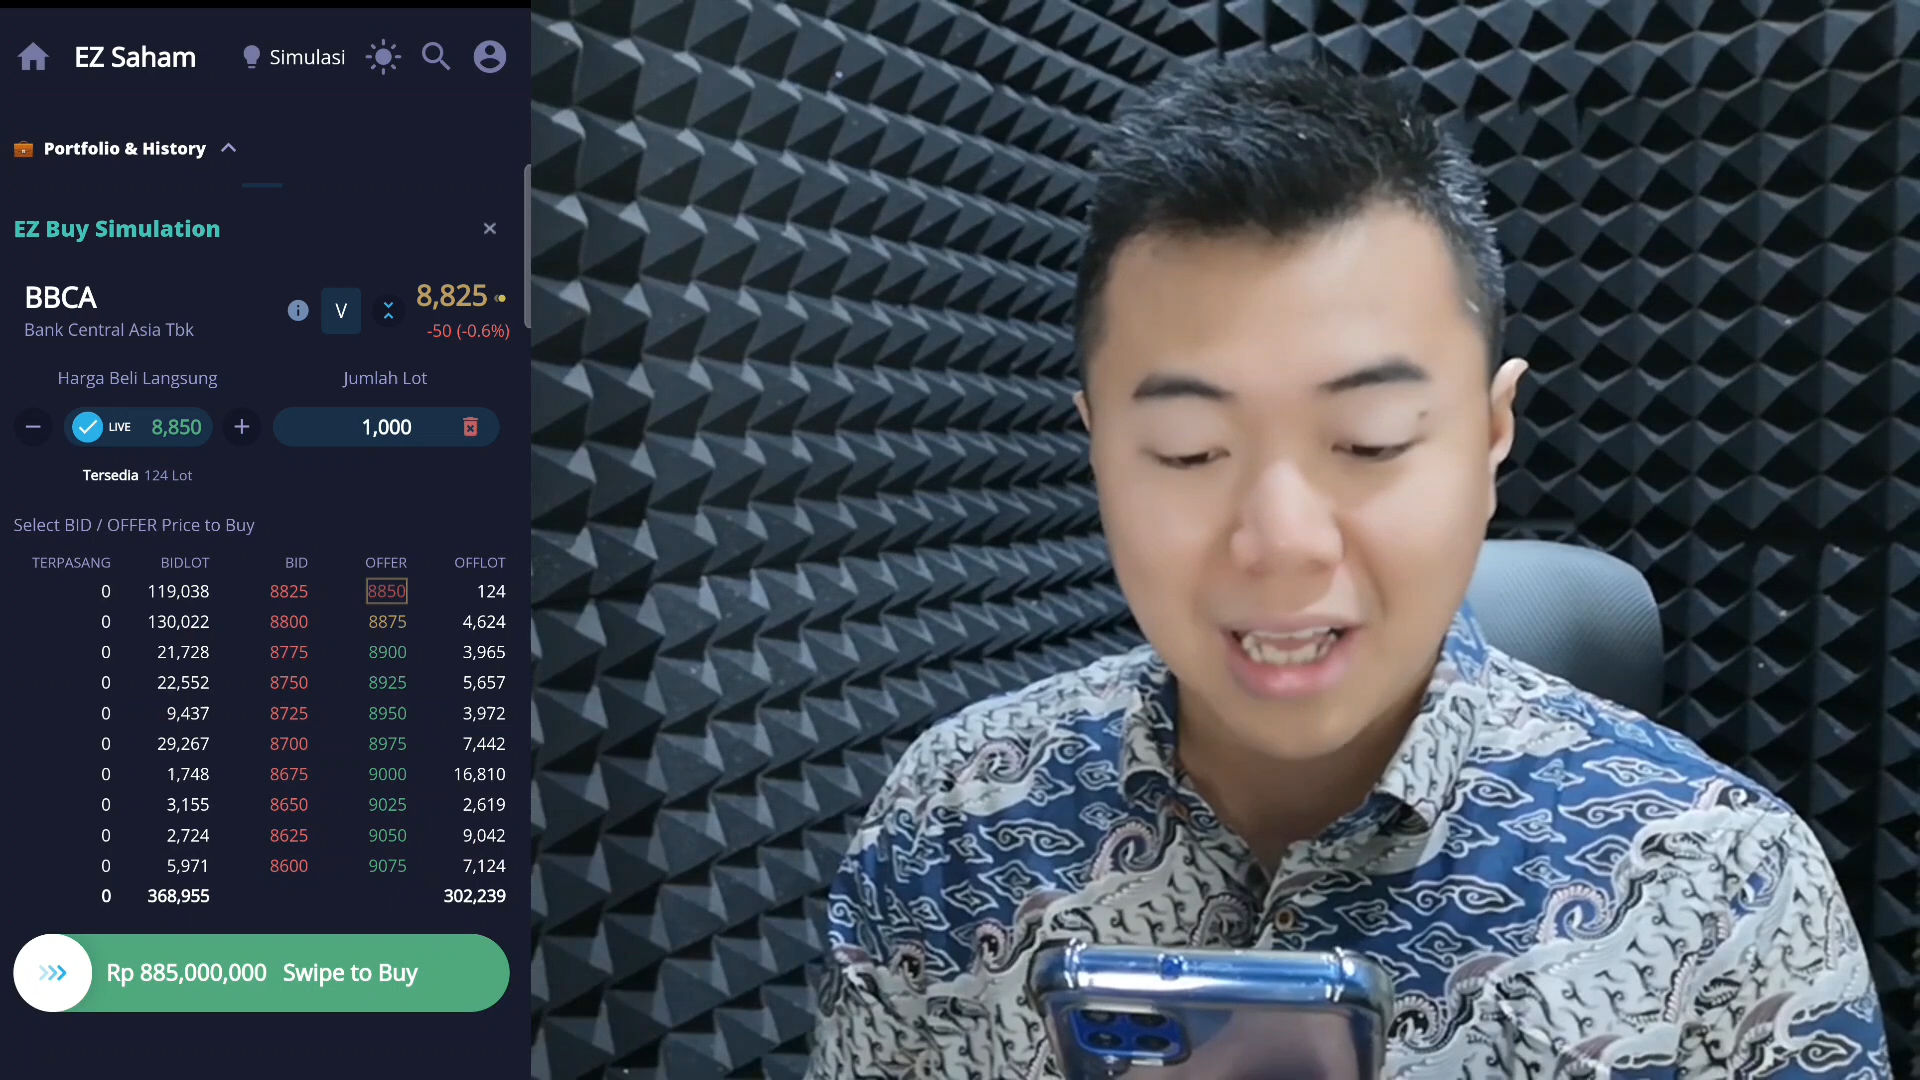 EZ Saham Simulasi
Portfolio & History
EZ Buy Simulation
BBCA V 8,825
Bank Central Asia Tbk -50 (-0.6%)
Harga Beli Langsung Jumlah Lot
LIVE 8,850 1,000
Tersedia 124 Lot
Select BID / OFFER Price to Buy
TERPASANG BIDLOT BID OFFER OFFLOT
0 119,038 8825 8850 124
0 130,022 8800 8875 4,624
0 21,728 8775 8900 3,965
0 22,552 8750 8925 5,657
0 9,437 8725 8950 3,972
0 29,267 8700 8975 7,442
0 1,748 8675 9000 16,810
0 3,155 8650 9025 2,619
0 2,724 8625 9050 9,042
0 5,971 8600 9075 7,124
0 368,955 302,239
Rp 885,000,000 Swipe to Buy